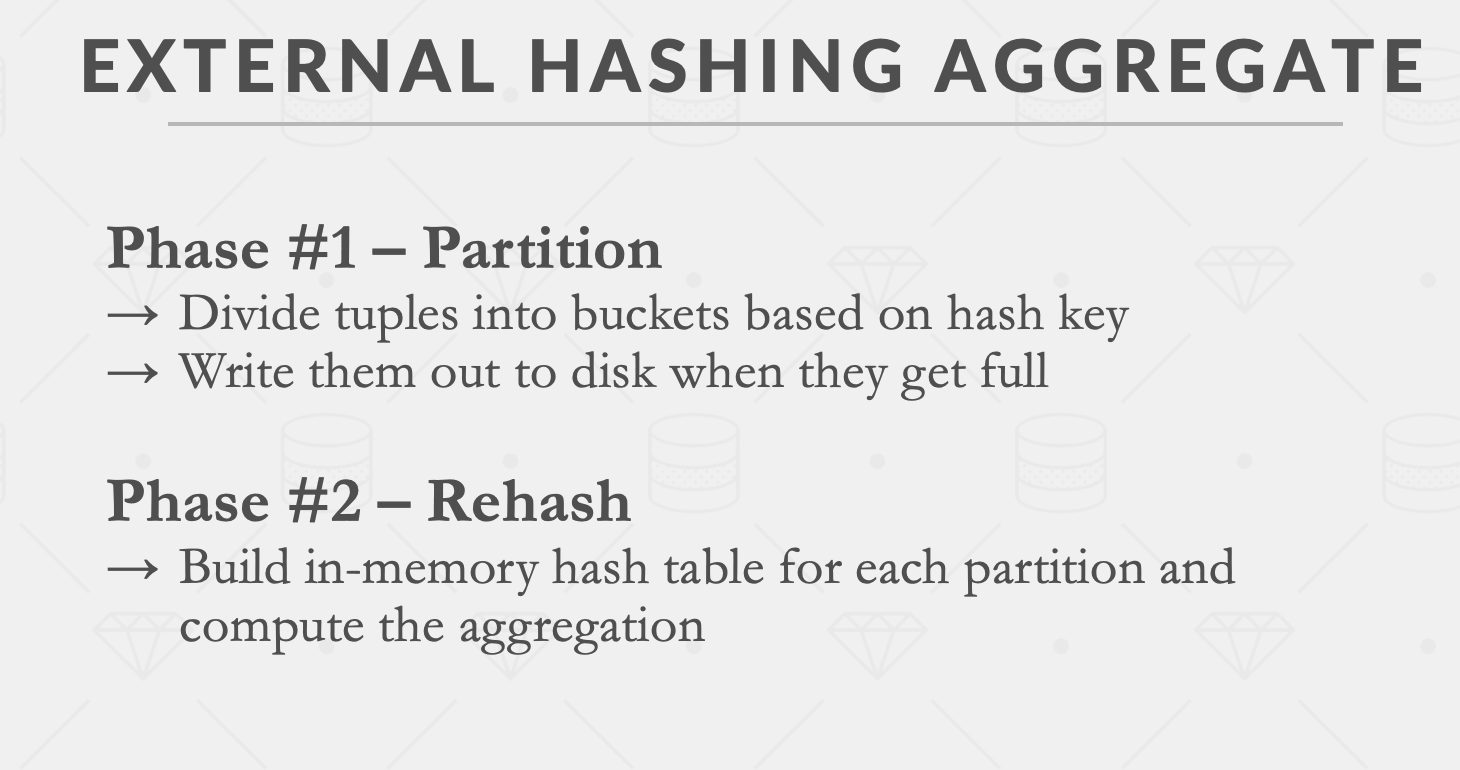 EXTERNAL HASHING AGGREGATE
Phase #1 – Partition
→ Divide tuples into buckets based on hash key
→ Write them out to disk when they get full
Phase #2 – Rehash
→ Build in-memory hash table for each partition and
compute the aggregation